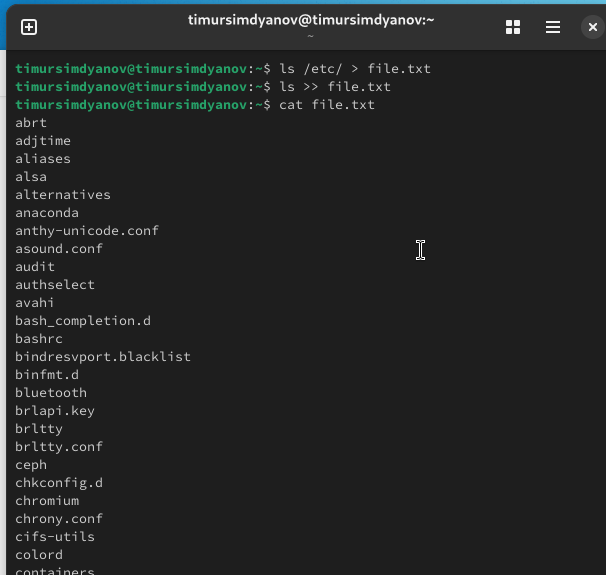 timursimdyanov@timursimdyanov:~
~
timursimdyanov@timursimdyanov:~$ ls /etc/ > file.txt
timursimdyanov@timursimdyanov:~$ ls >> file.txt
timursimdyanov@timursimdyanov:~$ cat file.txt
abrt
adjtime
aliases
alsa
alternatives
anaconda
anthy-unicode.conf
asound.conf
audit
authselect
avahi
bash_completion.d
bashrc
bindresvport.blacklist
binfmt.d
bluetooth
brlapi.key
brltty
brltty.conf
ceph
chkconfig.d
chromium
chrony.conf
cifs-utils
colord
containers